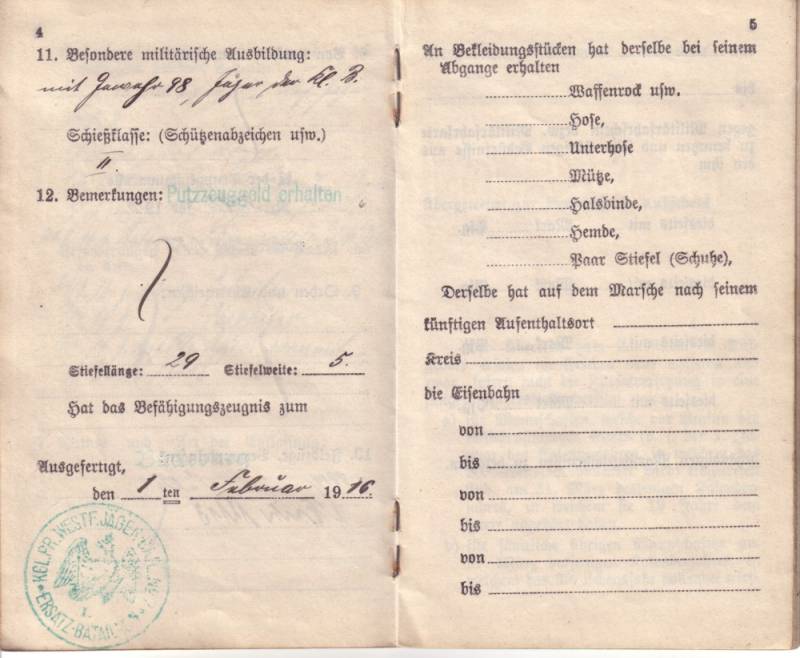 4
11. Besondere militärische Ausbildung:
mit Gewehr 98, Jäger der Kl. B.
Schießklasse: (Schützenabzeichen usw.)
II.
12. Bemerkungen: Putzzeuggeld erhalten
Stiefellänge: 29 Stiefelweite: 5.
Hat das Befähigungszeugnis zum
Ausgefertigt,
den 1 ten Februar 1916.
KGL. PR. WESTF. JÄGER
ERSATZ-BATAILL
5
An Bekleidungsstücken hat derselbe bei seinem
Abgange erhalten
Waffenrock usw.
Hose,
Unterhose
Mütze,
Halsbinde,
Hemde,
Paar Stiefel (Schuhe),
Derselbe hat auf dem Marsche nach seinem
künftigen Aufenthaltsort
Kreis
die Eisenbahn
von
bis
von
bis
von
bis